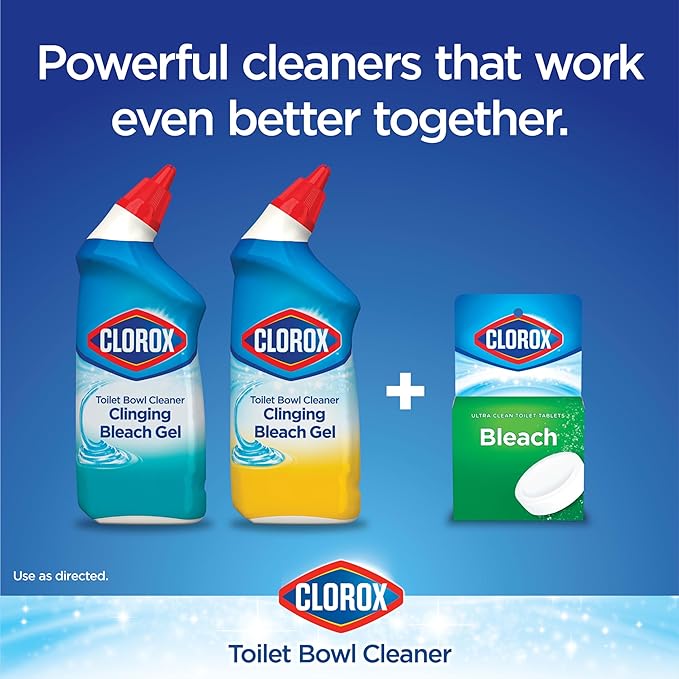 Powerful cleaners that work
even better together.
CLOROX
Toilet Bowl Cleaner
Clinging
Bleach Gel
CLOROX
Toilet Bowl Cleaner
Clinging
Bleach Gel
+
CLOROX
ULTRA CLEAN TOILET TABLETS
Bleach
Use as directed.
CLOROX
Toilet Bowl Cleaner